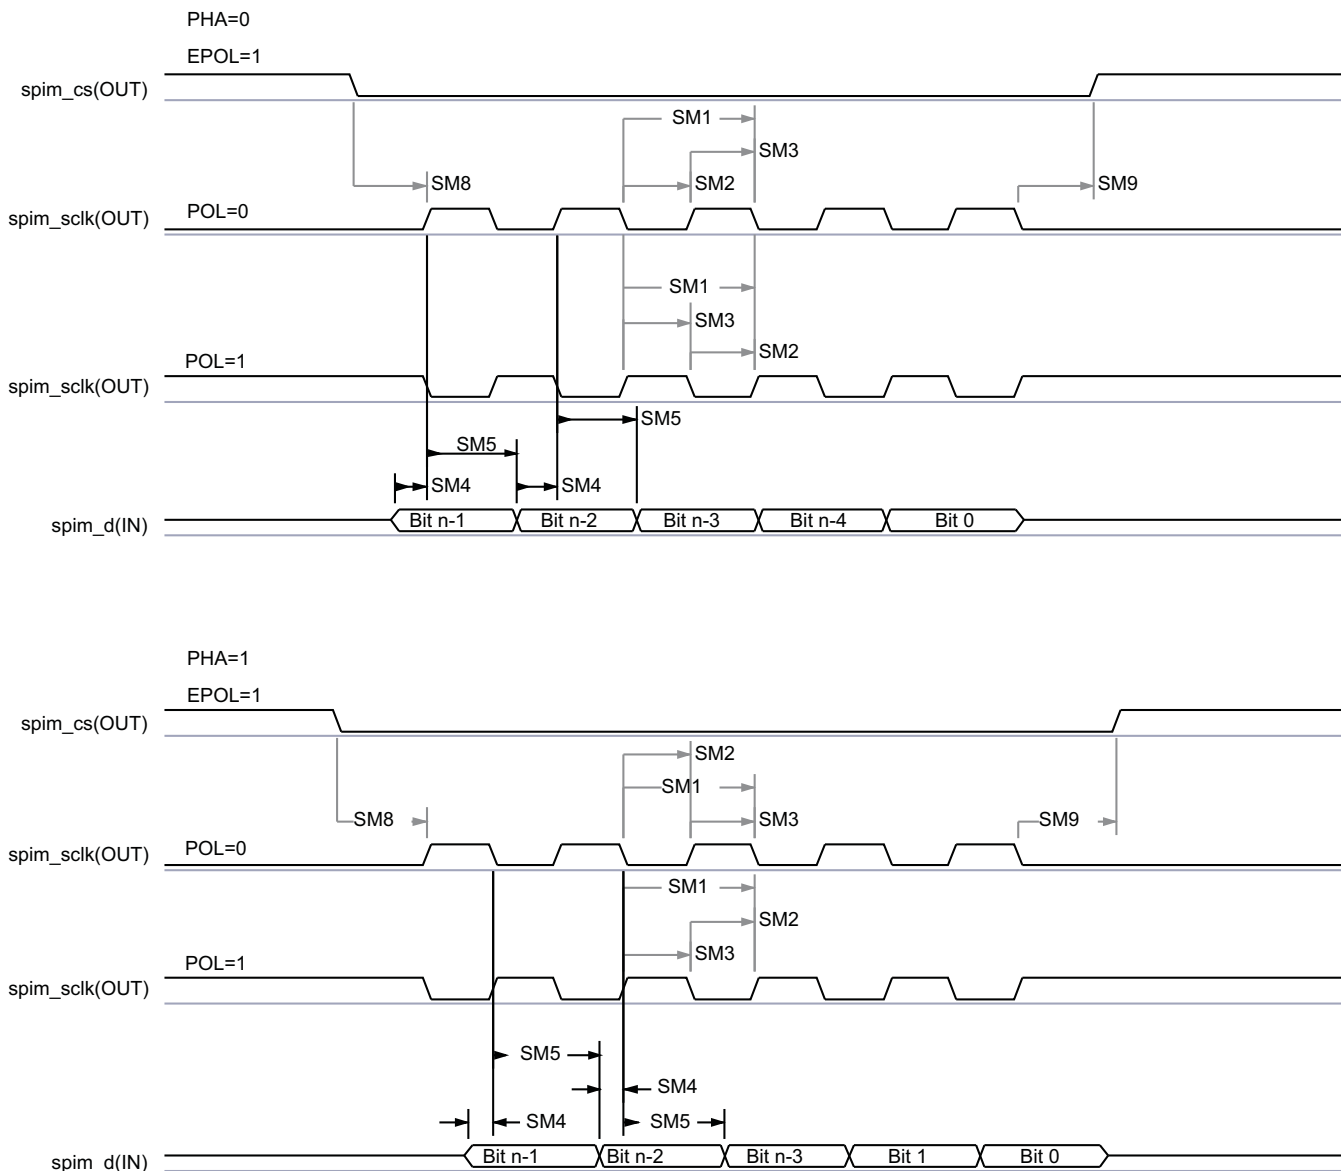 PHA=0
EPOL=1
spim_cs(OUT)
SM1
SM3
SM8
SM2
SM9
POL=0
spim_sclk(OUT)
SM1
SM3
SM2
POL=1
spim_sclk(OUT)
SM5
SM5
SM4
SM4
spim_d(IN)
Bit n-1
Bit n-2
Bit n-3
Bit n-4
Bit 0
PHA=1
EPOL=1
spim_cs(OUT)
SM2
SM1
SM8
SM3
SM9
POL=0
spim_sclk(OUT)
SM1
SM2
SM3
POL=1
spim_sclk(OUT)
SM5
SM4
SM4
SM5
spim_d(IN)
Bit n-1
Bit n-2
Bit n-3
Bit 1
Bit 0